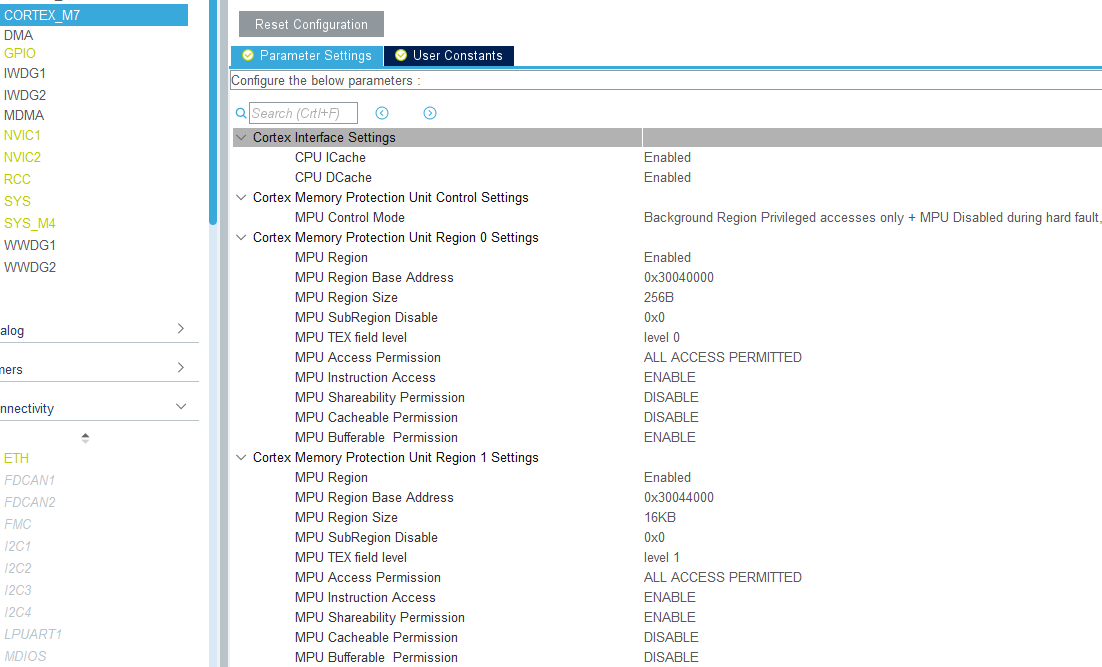 CORTEX_M7
DMA
GPIO
IWDG1
IWDG2
MDMA
NVIC1
NVIC2
RCC
SYS
SYS_M4
WWDG1
WWDG2
alog
ners
nnectivity
ETH
FDCAN1
FDCAN2
FMC
I2C1
I2C2
I2C3
I2C4
LPUART1
MDIOS
Reset Configuration
Parameter Settings User Constants
Configure the below parameters :
Search (CrtI+F)
Cortex Interface Settings
CPU ICache Enabled
CPU DCache Enabled
Cortex Memory Protection Unit Control Settings
MPU Control Mode Background Region Privileged accesses only + MPU Disabled during hard fault,
Cortex Memory Protection Unit Region 0 Settings
MPU Region Enabled
MPU Region Base Address 0x30040000
MPU Region Size 256B
MPU SubRegion Disable 0x0
MPU TEX field level level 0
MPU Access Permission ALL ACCESS PERMITTED
MPU Instruction Access ENABLE
MPU Shareability Permission DISABLE
MPU Cacheable Permission DISABLE
MPU Bufferable Permission ENABLE
Cortex Memory Protection Unit Region 1 Settings
MPU Region Enabled
MPU Region Base Address 0x30044000
MPU Region Size 16KB
MPU SubRegion Disable 0x0
MPU TEX field level level 1
MPU Access Permission ALL ACCESS PERMITTED
MPU Instruction Access ENABLE
MPU Shareability Permission ENABLE
MPU Cacheable Permission DISABLE
MPU Bufferable Permission DISABLE